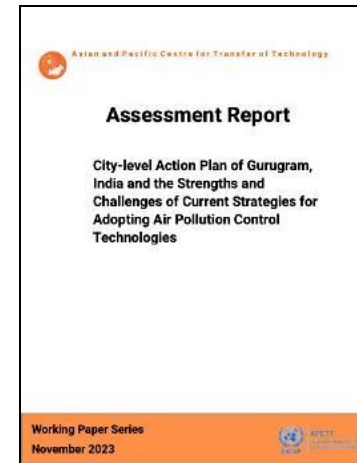 Asian and Pacific Centre for Transfer of Technology
Assessment Report
City-level Action Plan of Gurugram,
India and the Strengths and
Challenges of Current Strategies for
Adopting Air Pollution Control
Technologies
Working Paper Series
November 2023
APCTT
ESCAP